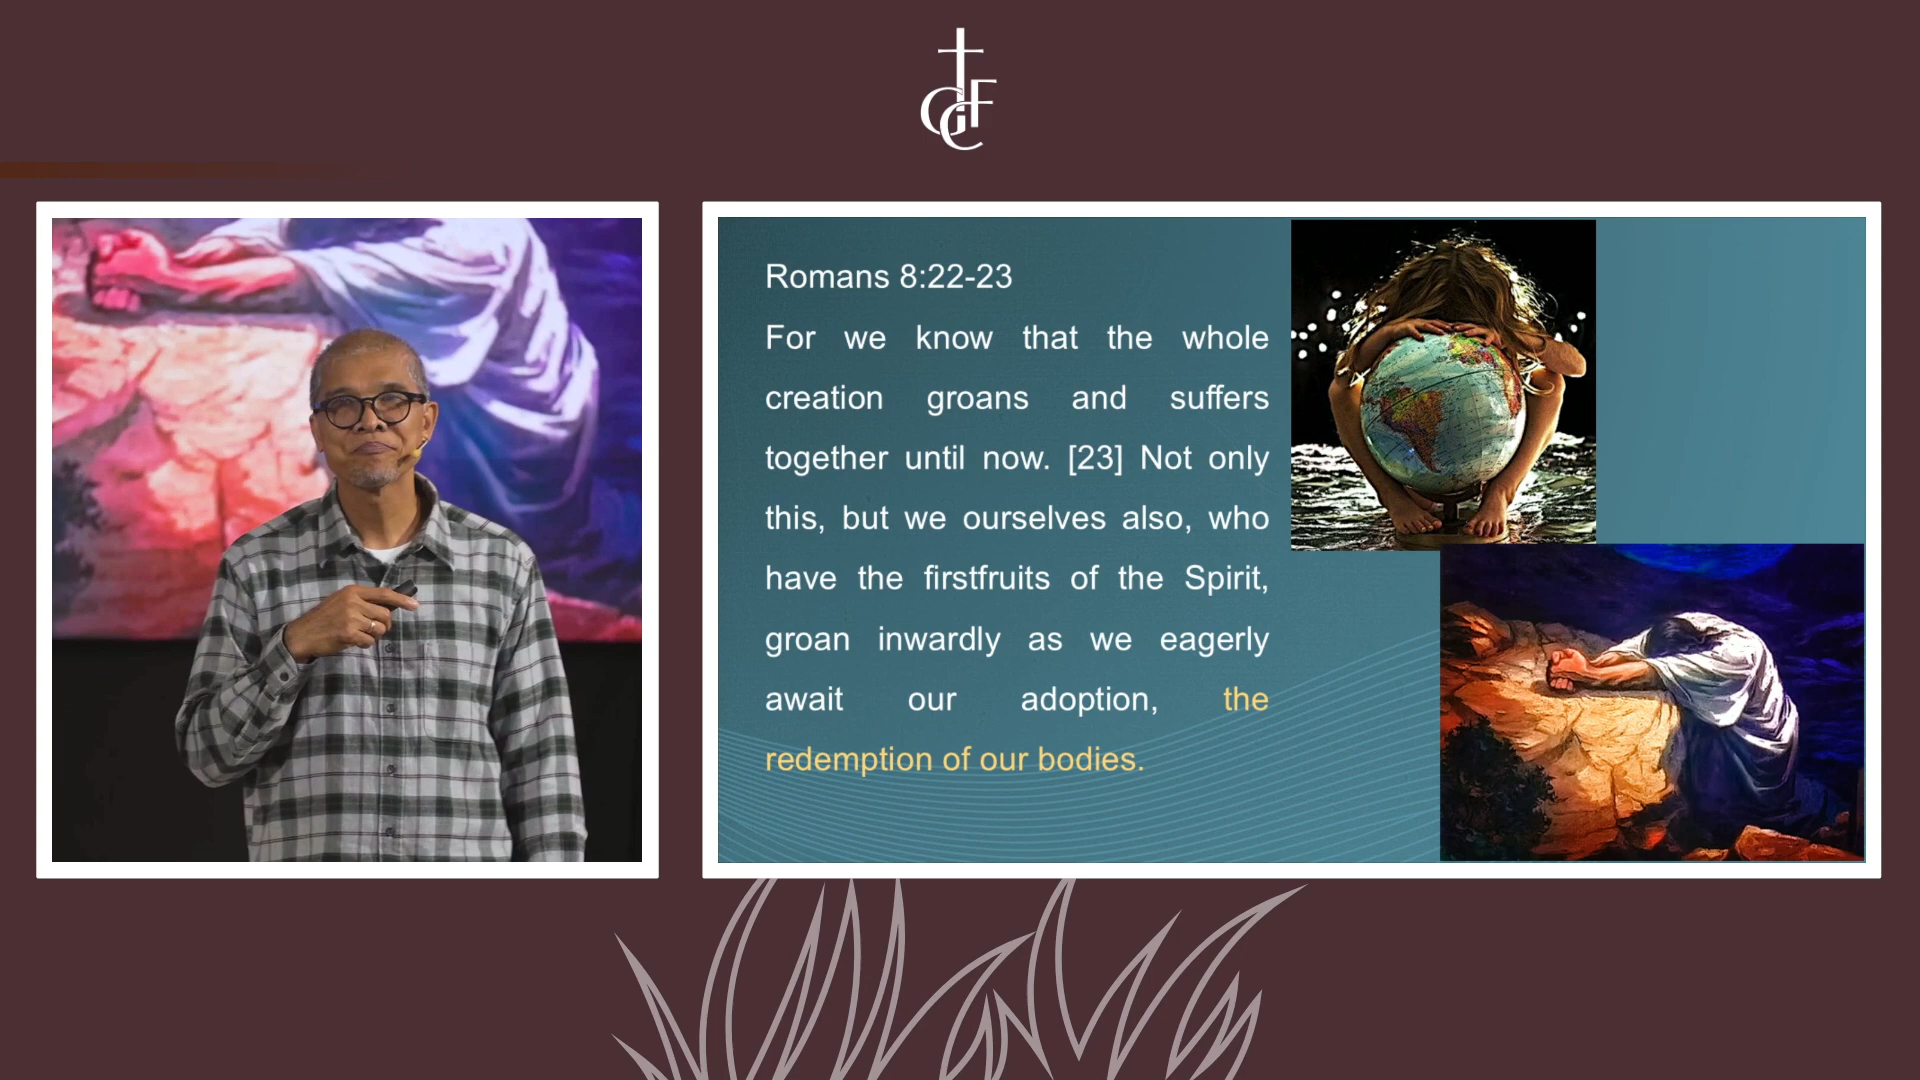 Romans 8:22-23
For we know that the whole
creation groans and suffers
together until now. [23] Not only
this, but we ourselves also, who
have the firstfruits of the Spirit,
groan inwardly as we eagerly
await our adoption, the
redemption of our bodies.